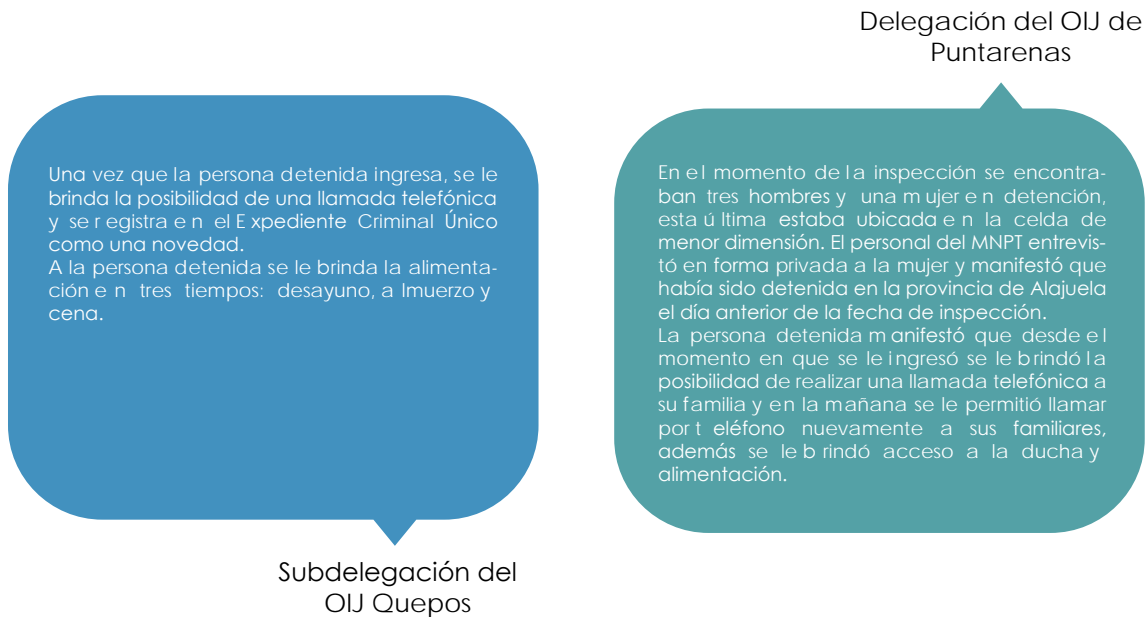 Delegación del OIJ de
Puntarenas
Una vez que la persona detenida ingresa, se le
brinda la posibilidad de una llamada telefónica
y se registra en el Expediente Criminal Único
como una novedad.
A la persona detenida se le brinda la alimenta-
ción en tres tiempos: desayuno, almuerzo y
cena.
En el momento de la inspección se encontra-
ban tres hombres y una mujer en detención,
esta última estaba ubicada en la celda de
menor dimensión. El personal del MNPT entrevis-
tó en forma privada a la mujer y manifestó que
había sido detenida en la provincia de Alajuela
el día anterior de la fecha de inspección.
La persona detenida manifestó que desde el
momento en que se le ingresó se le brindó la
posibilidad de realizar una llamada telefónica a
su familia y en la mañana se le permitió llamar
por teléfono nuevamente a sus familiares,
además se le brindó acceso a la ducha y
alimentación.
Subdelegación del
OIJ Quepos